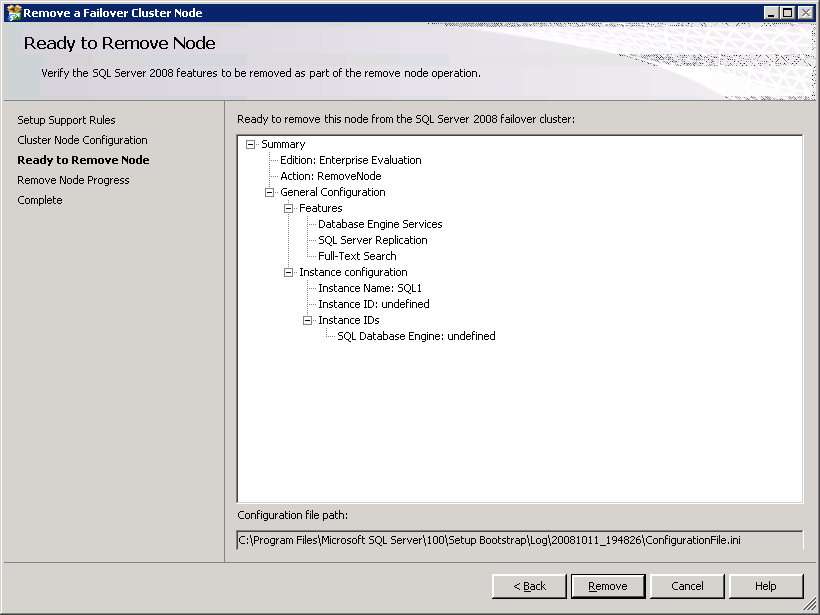 Remove a Failover Cluster Node
Ready to Remove Node
Verify the SQL Server 2008 features to be removed as part of the remove node operation.
Setup Support Rules
Cluster Node Configuration
Ready to Remove Node
Remove Node Progress
Complete
Ready to remove this node from the SQL Server 2008 failover cluster:
Summary
Edition: Enterprise Evaluation
Action: RemoveNode
General Configuration
Features
Database Engine Services
SQL Server Replication
Full-Text Search
Instance configuration
Instance Name: SQL1
Instance ID: undefined
Instance IDs
SQL Database Engine: undefined
Configuration file path:
C:\Program Files\Microsoft SQL Server\100\Setup Bootstrap\Log\20081011_194826\ConfigurationFile.ini
< Back
Remove
Cancel
Help